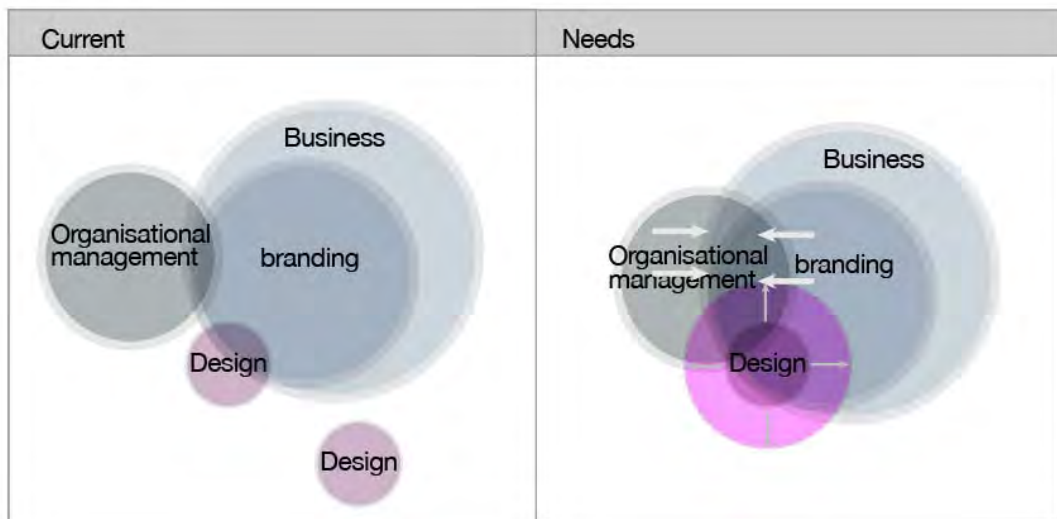 Current
Needs
Business
Organisational
management
branding
Design
Design
Business
Organisational
management
branding
Design